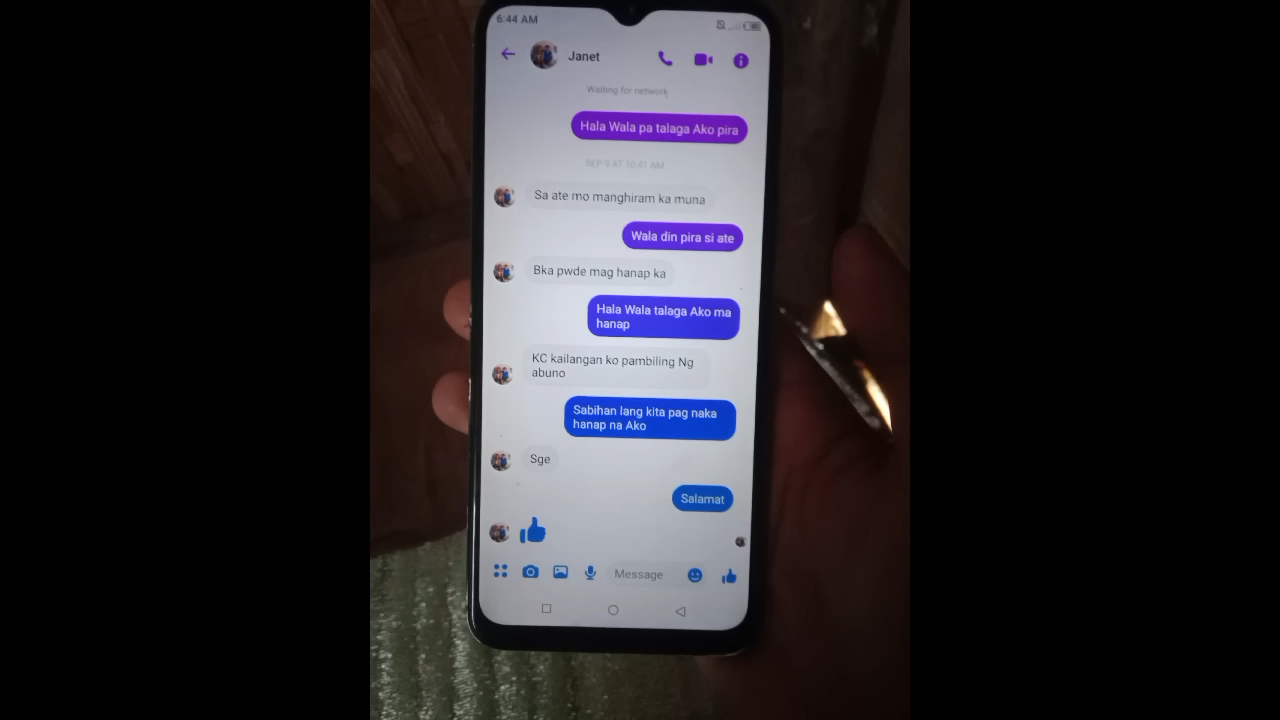 6:44 AM
Janet
Waiting for network
Hala Wala pa talaga Ako pira
SEP 9 AT 10:41 AM
Sa ate mo manghiram ka muna
Wala din pira si ate
Bka pwde mag hanap ka
Hala Wala talaga Ako ma
hanap
KC kailangan ko pambiling Ng
abuno
Sabihan lang kita pag naka
hanap na Ako
Sge
Salamat
Message